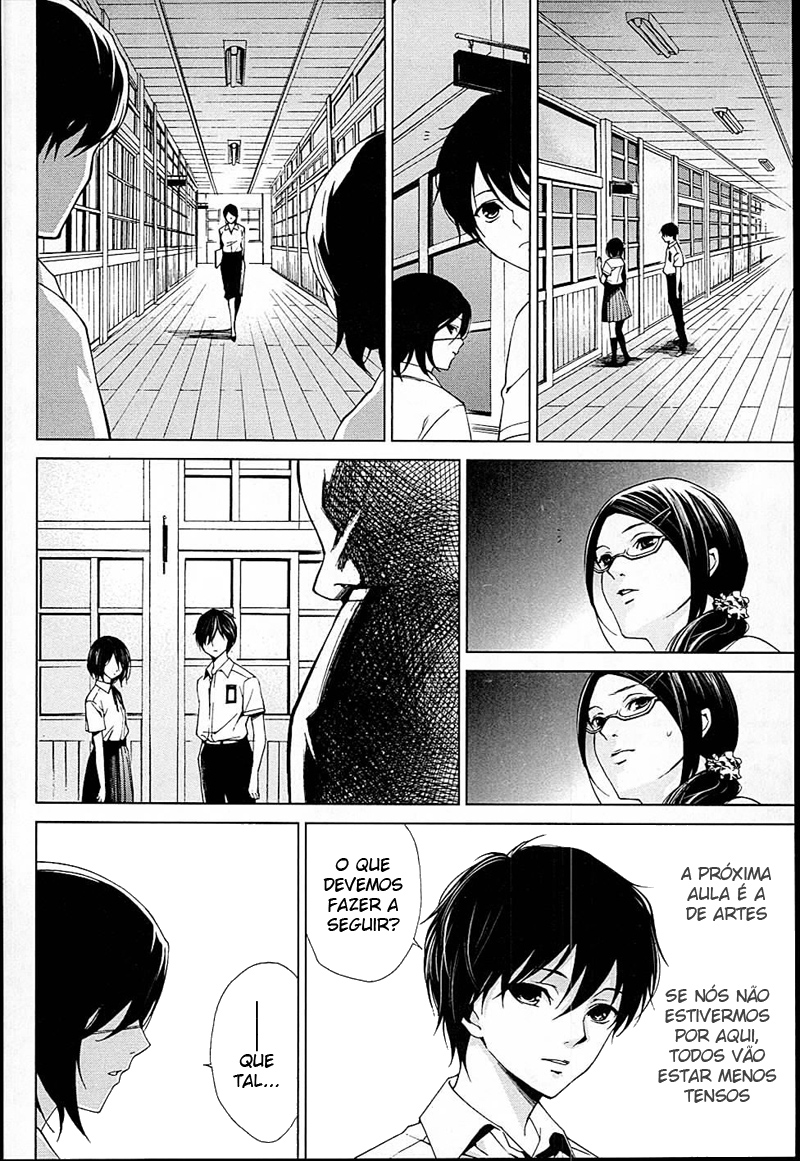 A PRÓXIMA
AULA É A
DE ARTES
SE NÓS NÃO
ESTIVERMOS
POR AQUI,
TODOS VÃO
ESTAR MENOS
TENSOS
O QUE
DEVEMOS
FAZER A
SEGUIR?
QUE
TAL...